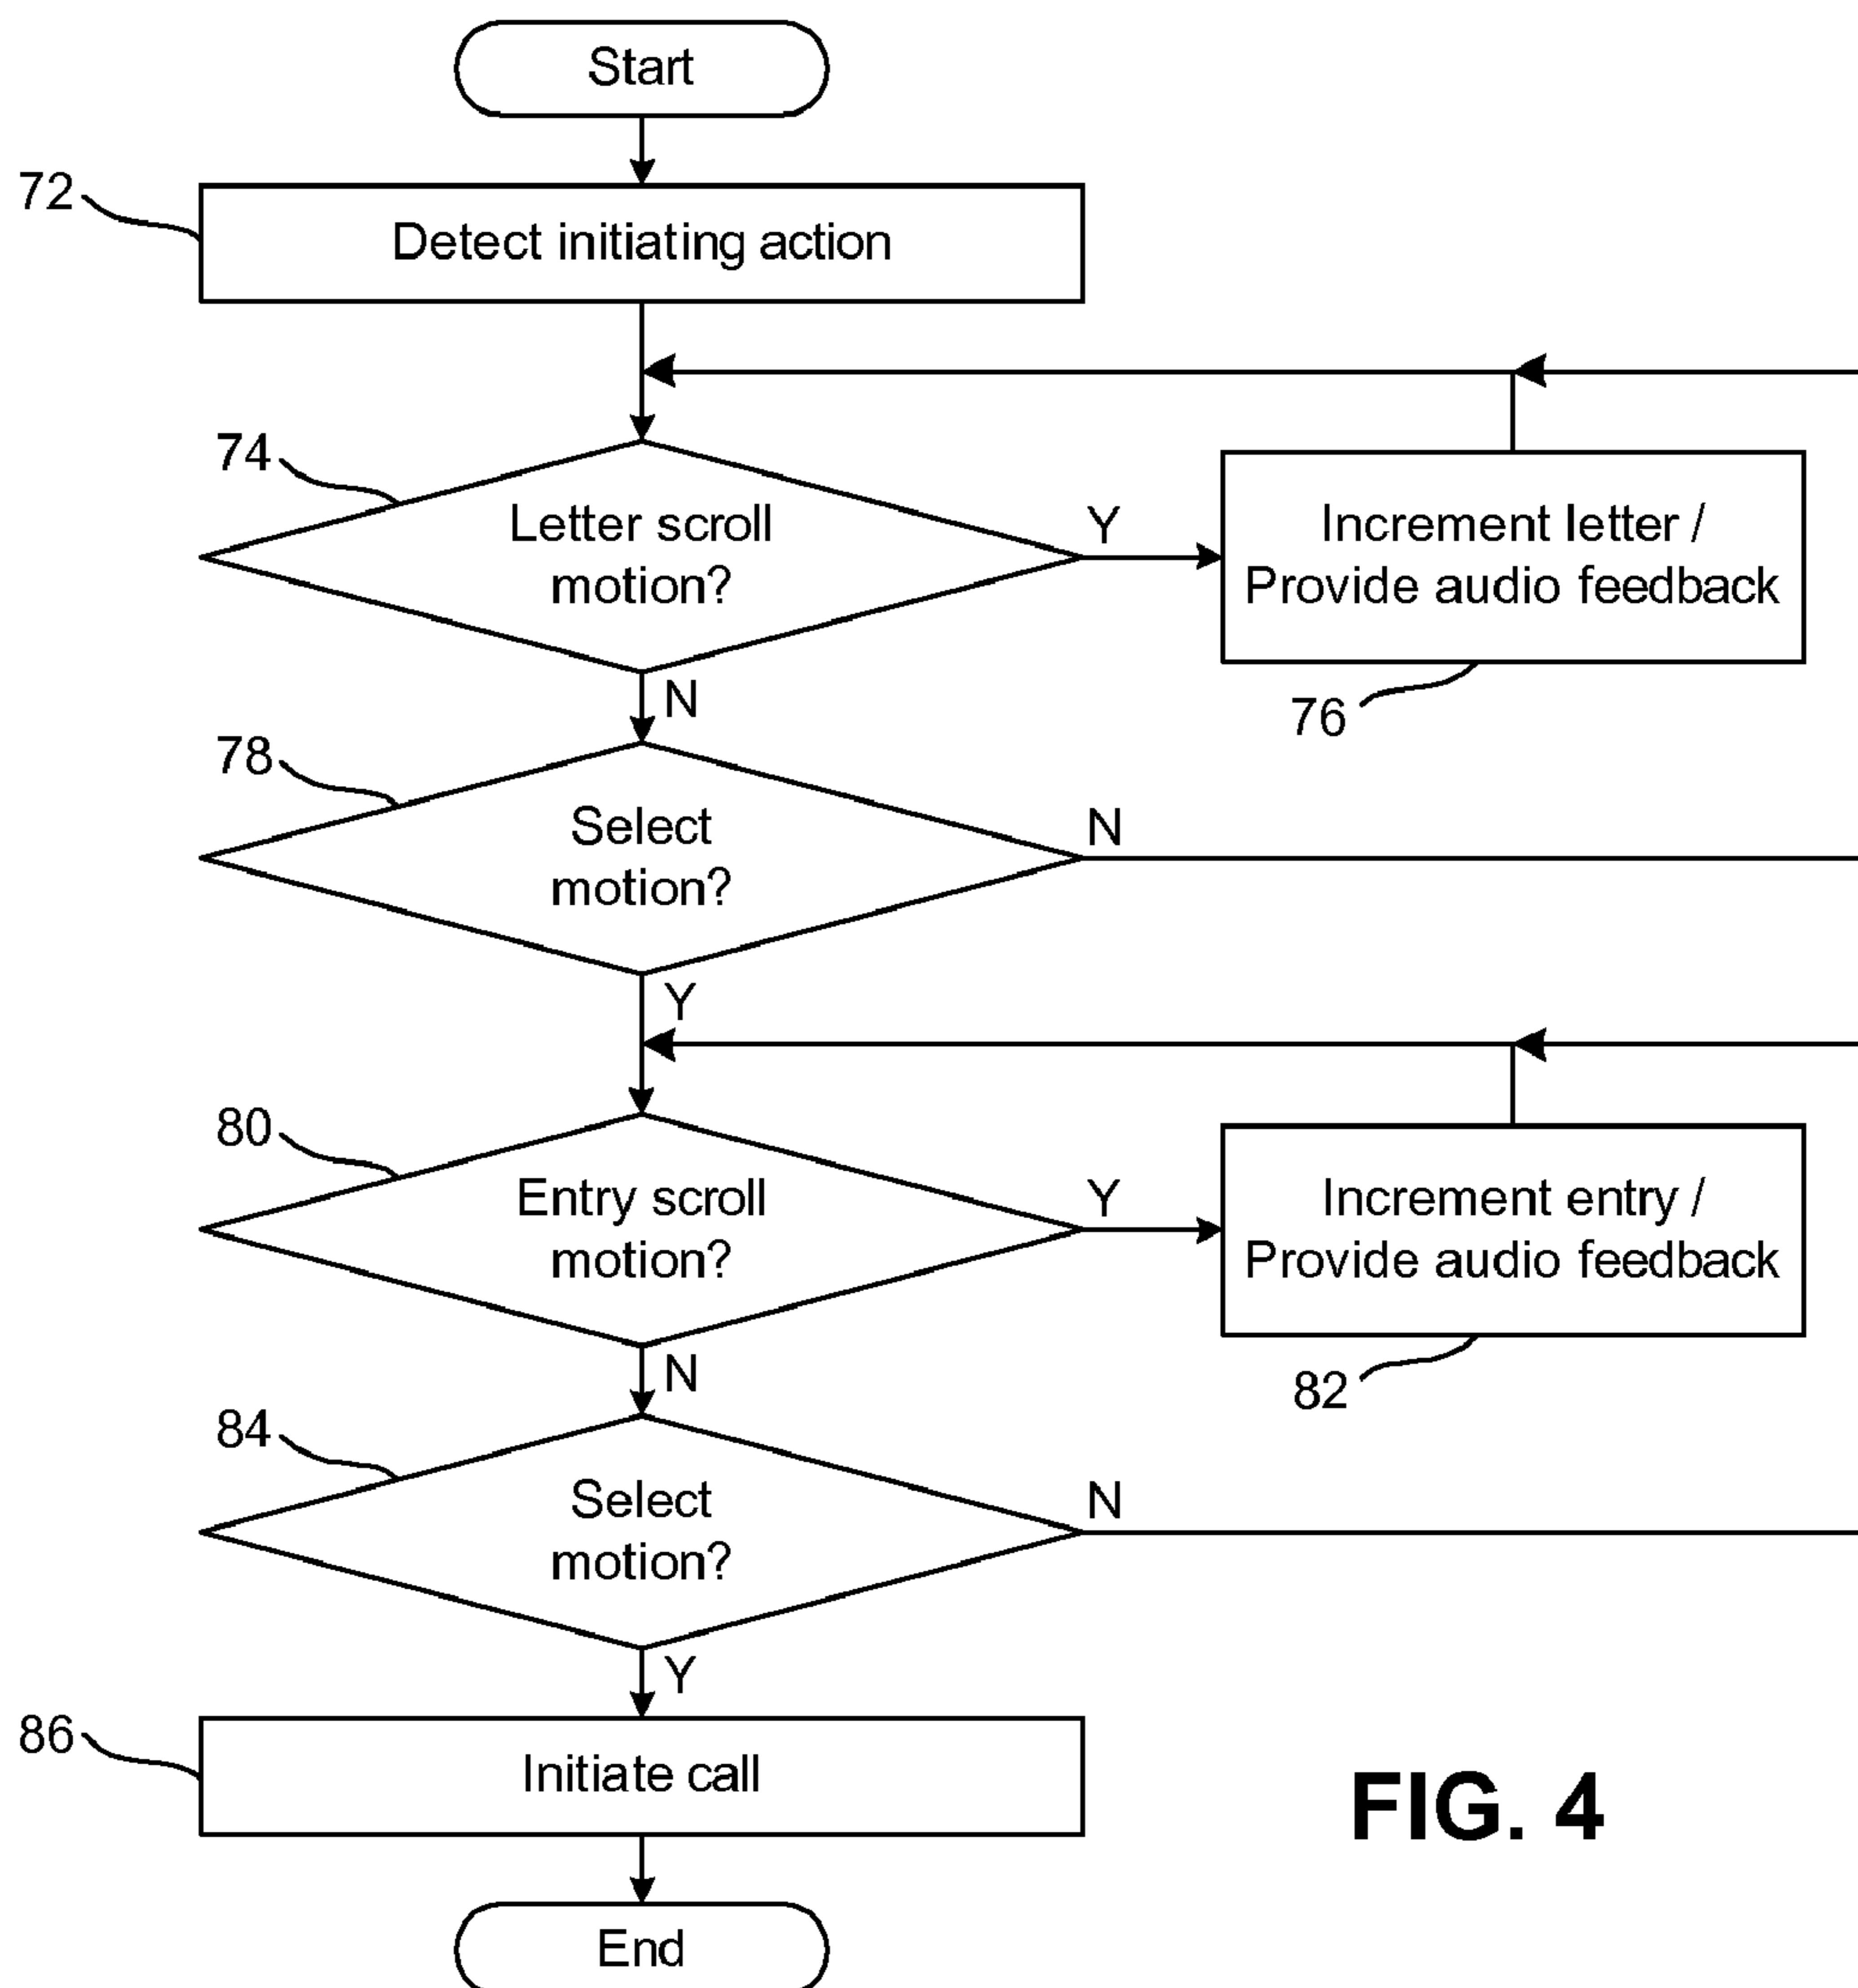 Start
72
Detect initiating action
74
Letter scroll
motion?
Y
Increment letter /
Provide audio feedback
76
N
78
Select
motion?
N
Y
80
Entry scroll
motion?
Y
Increment entry /
Provide audio feedback
82
N
84
Select
motion?
N
Y
86
Initiate call
FIG. 4
End